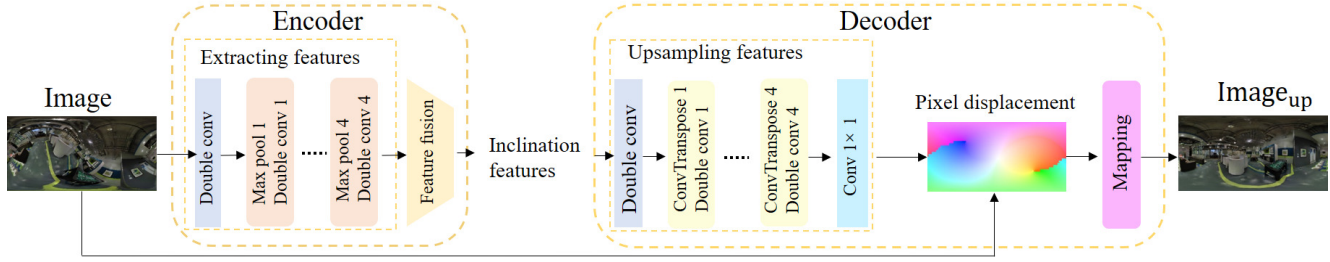 Encoder
Decoder
Extracting features
Upsampling features
Image
Double conv
Max pool 1
Double conv 1
Max pool 4
Double conv 4
Feature fusion
Inclination
features
Double conv
ConvTranspose 1
Double conv 1
ConvTranspose 4
Double conv 4
Conv 1× 1
Pixel displacement
Mapping
Image_up